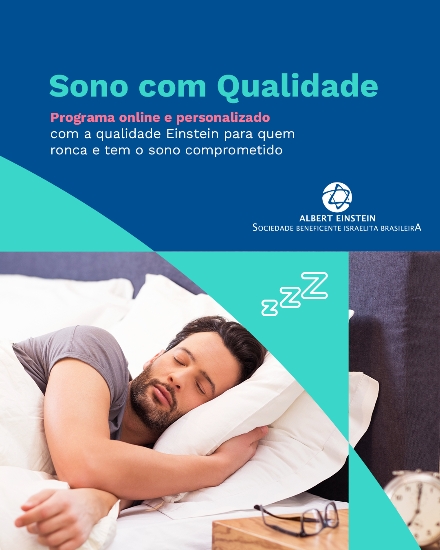 Sono com Qualidade
Programa online e personalizado
com a qualidade Einstein para quem
ronca e tem o sono comprometido
ALBERT EINSTEIN
SOCIEDADE BENEFICENTE ISRAELITA BRASILEIRA
zzZ